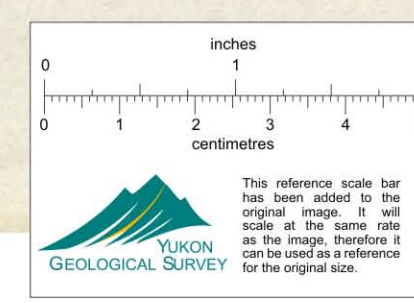 inches
0 1
0 1 2 3 4
centimetres
YUKON
GEOLOGICAL SURVEY
This reference scale bar
has been added to the
original image. It will
scale at the same rate
as the image, therefore it
can be used as a reference
for the original size.